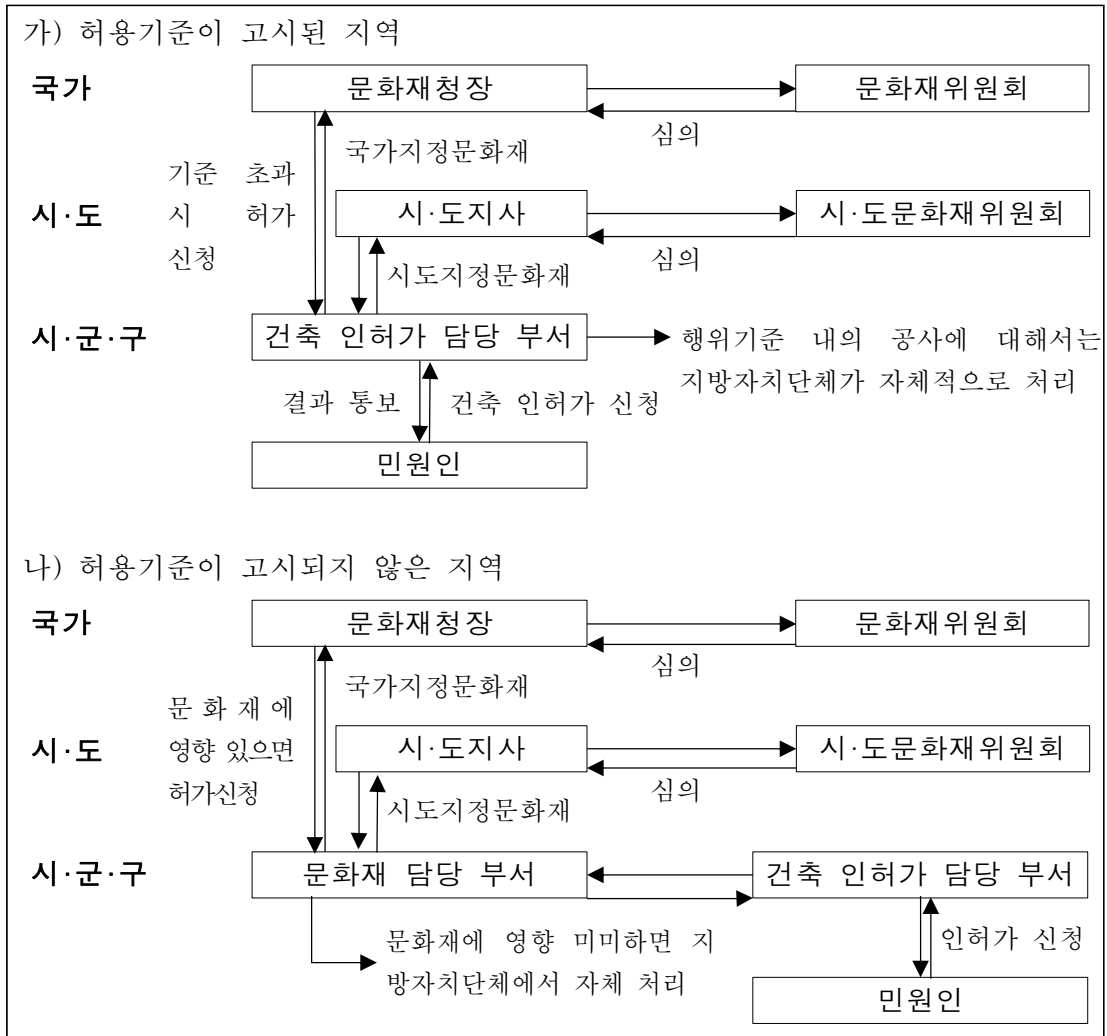 가) 허용기준이 고시된 지역
국가 문화재청장 문화재위원회
심의
국가지정문화재
기준 초과
시 허가
신청
시·도 시·도지사 시·도문화재위원회
심의
시도지정문화재
시·군·구 건축 인허가 담당 부서 행위기준 내의 공사에 대해서는
지방자치단체가 자체적으로 처리
결과 통보 건축 인허가 신청
민원인
나) 허용기준이 고시되지 않은 지역
국가 문화재청장 문화재위원회
심의
국가지정문화재
문화재에
영향 있으면
허가신청
시·도 시·도지사 시·도문화재위원회
심의
시도지정문화재
시·군·구 문화재 담당 부서 건축 인허가 담당 부서
문화재에 영향 미미하면 지
방자치단체에서 자체 처리
인허가 신청
민원인